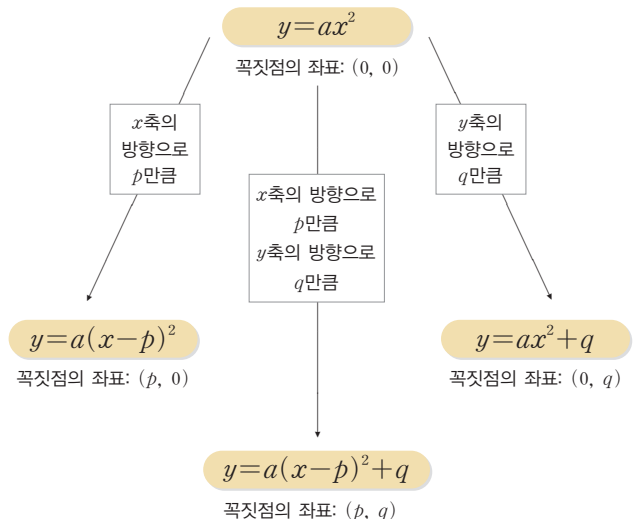 y=ax²
꼭짓점의 좌표: (0, 0)
x축의
방향으로
p만큼
y축의
방향으로
q만큼
x축의 방향으로
p만큼
y축의 방향으로
q만큼
y=a(x-p)²
꼭짓점의 좌표: (p, 0)
y=ax²+q
꼭짓점의 좌표: (0, q)
y=a(x-p)²+q
꼭짓점의 좌표: (p, q)